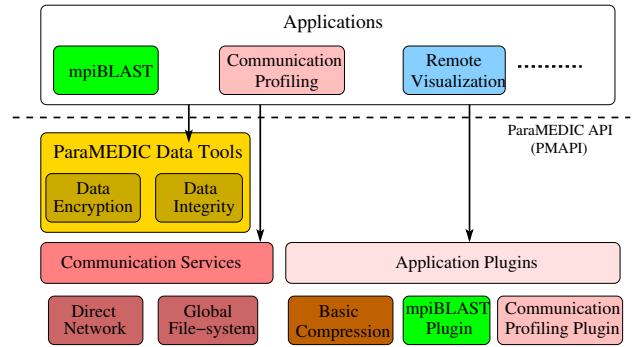 Applications
mpiBLAST
Communication
Profiling
Remote
Visualization
ParaMEDIC API
(PMAPI)
ParaMEDIC Data Tools
Data
Encryption
Data
Integrity
Communication Services
Application Plugins
Direct
Network
Global
File−system
Basic
Compression
mpiBLAST
Plugin
Communication
Profiling Plugin